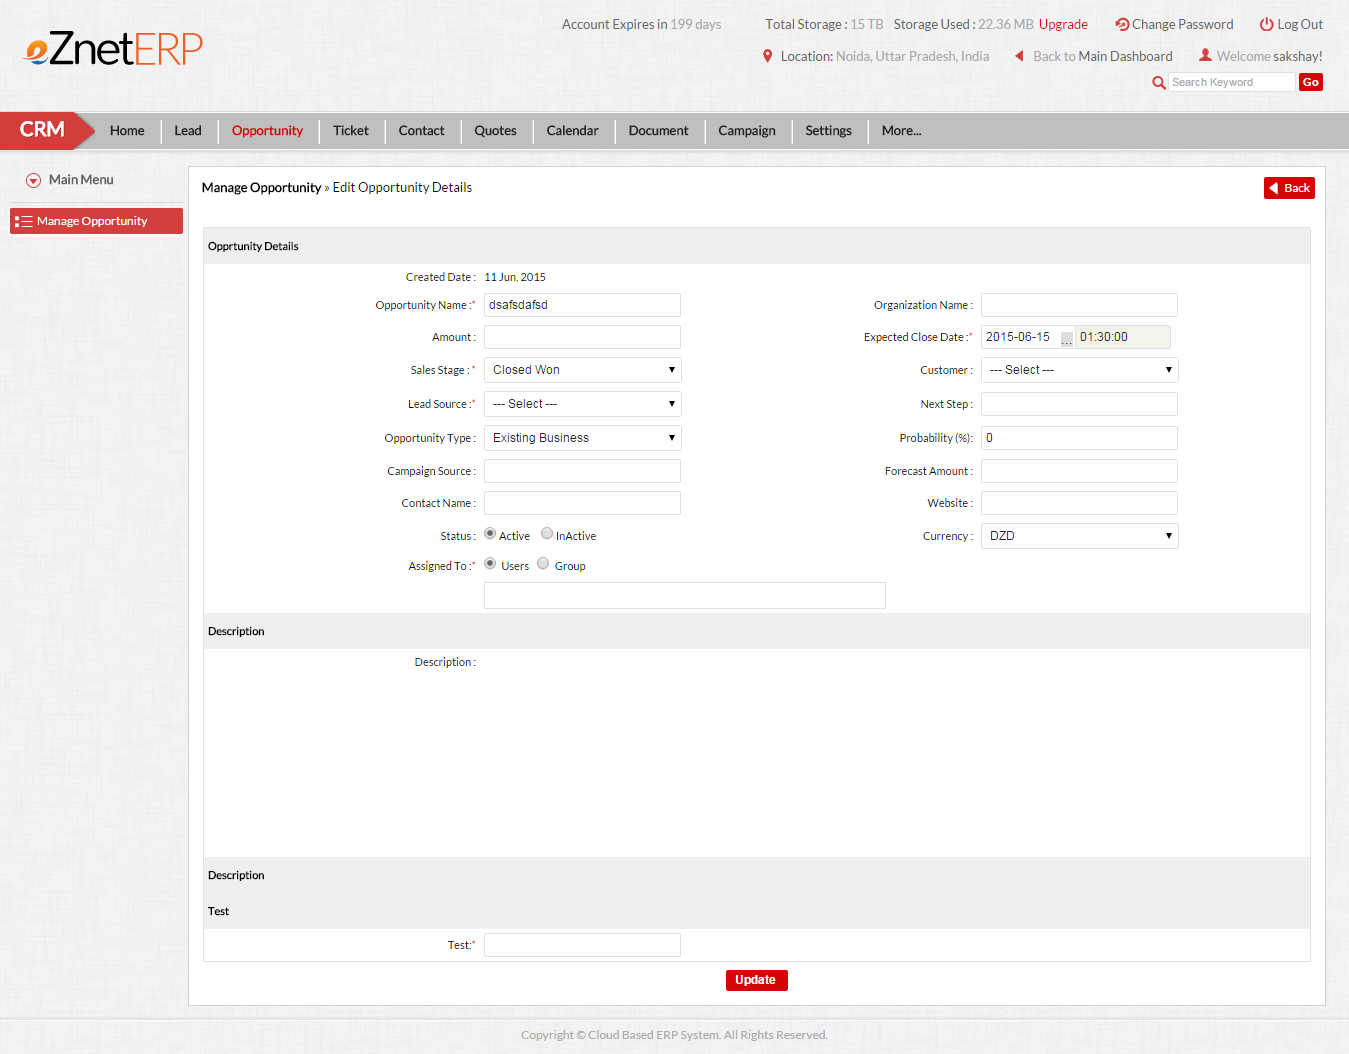 Account Expires in 199 days Total Storage : 15 TB Storage Used : 22.36 MB Upgrade Change Password Log Out
eZnetERP
Location: Noida, Uttar Pradesh, India Back to Main Dashboard Welcome sakshay!
Search Keyword Go
CRM Home Lead Opportunity Ticket Contact Quotes Calendar Document Campaign Settings More...
Main Menu
Manage Opportunity
Manage Opportunity » Edit Opportunity Details Back
Opprtunity Details
Created Date : 11 Jun, 2015
Opportunity Name :* dsafsdafsd Organization Name :
Amount : Expected Close Date :* 2015-06-15 ... 01:30:00
Sales Stage : * Closed Won Customer : --- Select ---
Lead Source :* --- Select --- Next Step :
Opportunity Type : Existing Business Probability (%): 0
Campaign Source : Forecast Amount :
Contact Name : Website :
Status : Active InActive Currency : DZD
Assigned To :* Users Group
Description
Description :
Description
Test
Test:*
Update
Copyright © Cloud Based ERP System. All Rights Reserved.